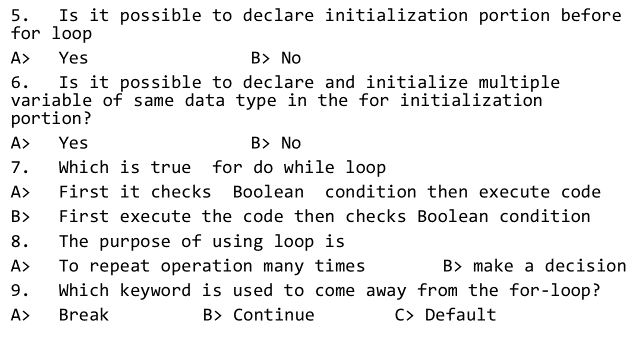 5. Is it possible to declare initialization portion before
for loop
A> Yes B> No
6. Is it possible to declare and initialize multiple
variable of same data type in the for initialization
portion?
A> Yes B> No
7. Which is true for do while loop
A> First it checks Boolean condition then execute code
B> First execute the code then checks Boolean condition
8. The purpose of using loop is
A> To repeat operation many times B> make a decision
9. Which keyword is used to come away from the for-loop?
A> Break B> Continue C> Default